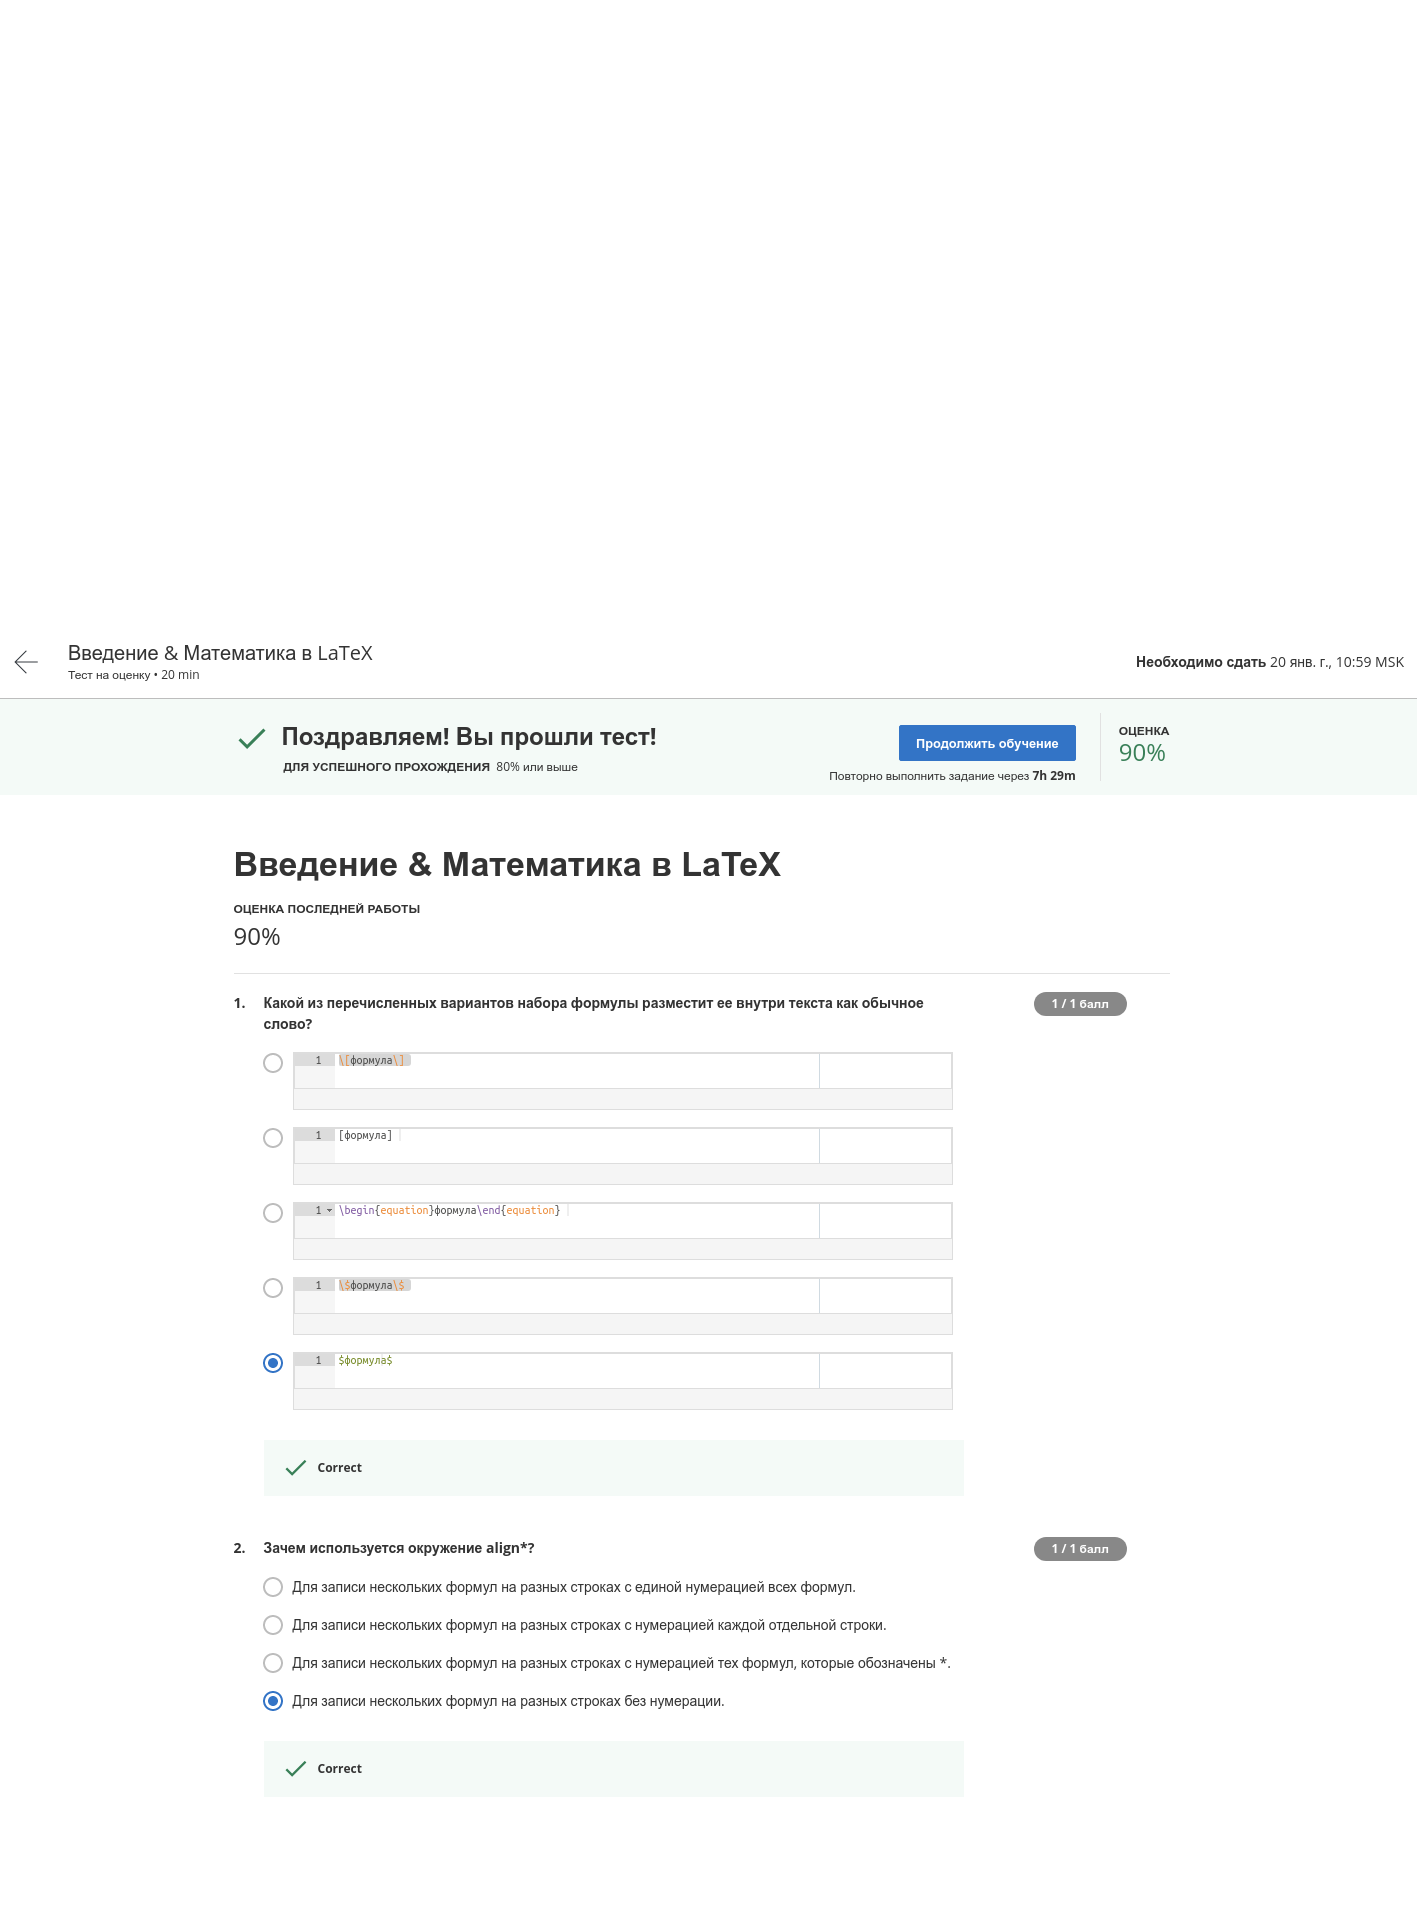 Введение & Математика в LaTeX
Тест на оценку • 20 min
Необходимо сдать 20 янв. г., 10:59 MSK
Поздравляем! Вы прошли тест!
ДЛЯ УСПЕШНОГО ПРОХОЖДЕНИЯ 80% или выше
Продолжить обучение
Повторно выполнить задание через 7h 29m
ОЦЕНКА
90%
Введение & Математика в LaTeX
ОЦЕНКА ПОСЛЕДНЕЙ РАБОТЫ
90%
1. Какой из перечисленных вариантов набора формулы разместит ее внутри текста как обычное
слово?
1 / 1 балл
1 \[формула\]
1 [формула]
1 \begin{equation}формула\end{equation}
1 \$формула\$
1 $формула$
Correct
2. Зачем используется окружение align*?
1 / 1 балл
Для записи нескольких формул на разных строках с единой нумерацией всех формул.
Для записи нескольких формул на разных строках с нумерацией каждой отдельной строки.
Для записи нескольких формул на разных строках с нумерацией тех формул, которые обозначены *.
Для записи нескольких формул на разных строках без нумерации.
Correct